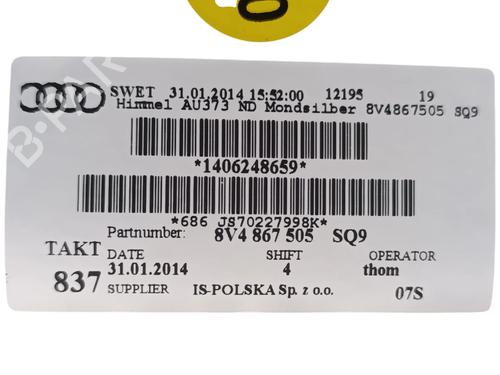 0
SWET 31.01.2014 15:52:00 12195 19
Himmel AU373 ND Mondsilber 8V4867505 SQ9
*1406248659*
*686 JS70227998K*
Partnumber: 8V4 867 505 SQ9
TAKT DATE SHIFT OPERATOR
837 31.01.2014 4 thom
SUPPLIER IS-POLSKA Sp. z o.o. 07S
B-PAR